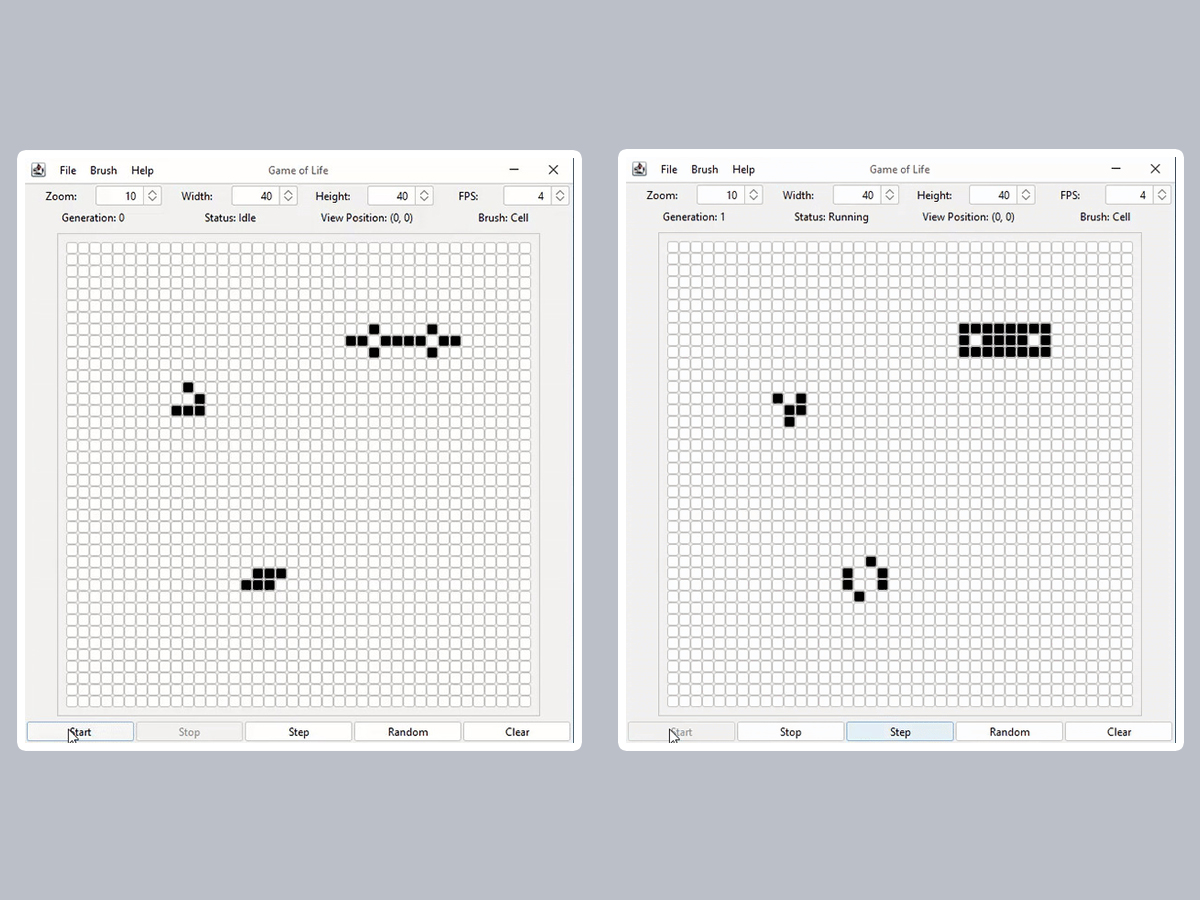 File Brush Help Game of Life
Zoom: 10 Width: 40 Height: 40 FPS: 4
Generation: 0 Status: Idle View Position: (0, 0) Brush: Cell
Start Stop Step Random Clear
File Brush Help Game of Life
Zoom: 10 Width: 40 Height: 40 FPS: 4
Generation: 1 Status: Running View Position: (0, 0) Brush: Cell
Start Stop Step Random Clear